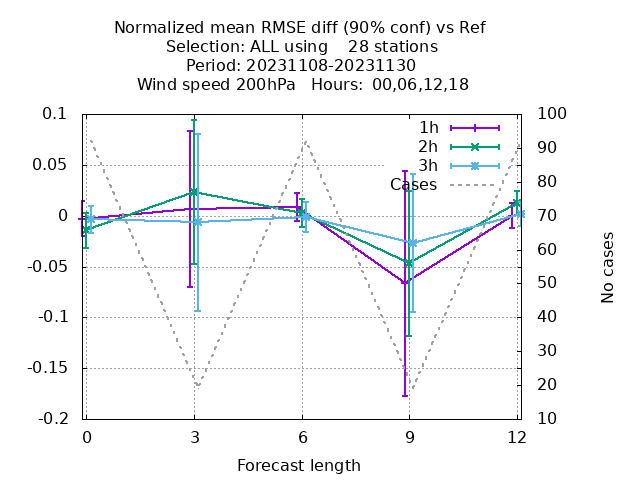 Normalized mean RMSE diff (90% conf) vs Ref
Selection: ALL using    28 stations
Period: 20231108-20231130
Wind speed 200hPa   Hours:  00,06,12,18
0.1
0.05
0
-0.05
-0.1
-0.15
-0.2
1h
2h
3h
Cases
100
90
80
70
60
50
40
30
20
10
No cases
0
3
6
9
12
Forecast length